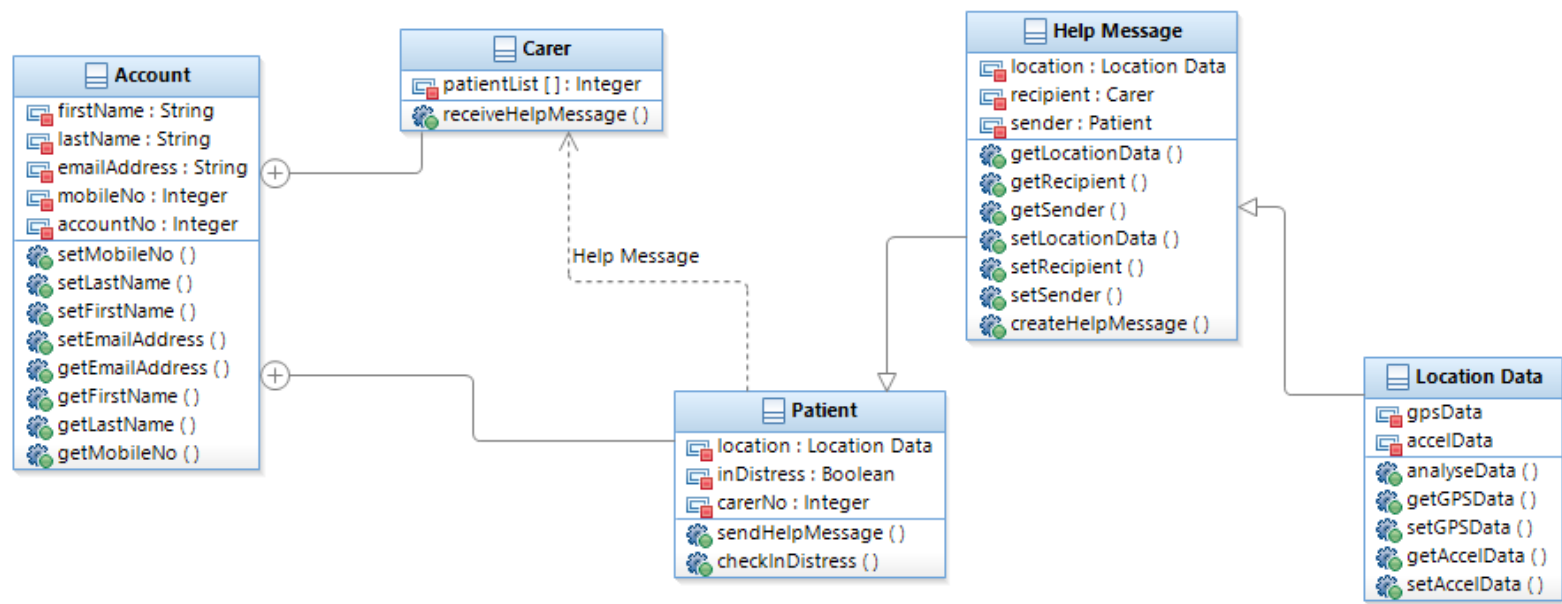 Account
firstName : String
lastName : String
emailAddress : String
mobileNo : Integer
accountNo : Integer
setMobileNo ( )
setLastName ( )
setFirstName ( )
setEmailAddress ( )
getEmailAddress ( )
getFirstName ( )
getLastName ( )
getMobileNo ( )
Carer
patientList [ ] : Integer
receiveHelpMessage ( )
Help Message
Patient
location : Location Data
inDistress : Boolean
carerNo : Integer
sendHelpMessage ( )
checkInDistress ( )
Help Message
location : Location Data
recipient : Carer
sender : Patient
getLocationData ( )
getRecipient ( )
getSender ( )
setLocationData ( )
setRecipient ( )
setSender ( )
createHelpMessage ( )
Location Data
gpsData
accelData
analyseData ( )
getGPSData ( )
setGPSData ( )
getAccelData ( )
setAccelData ( )